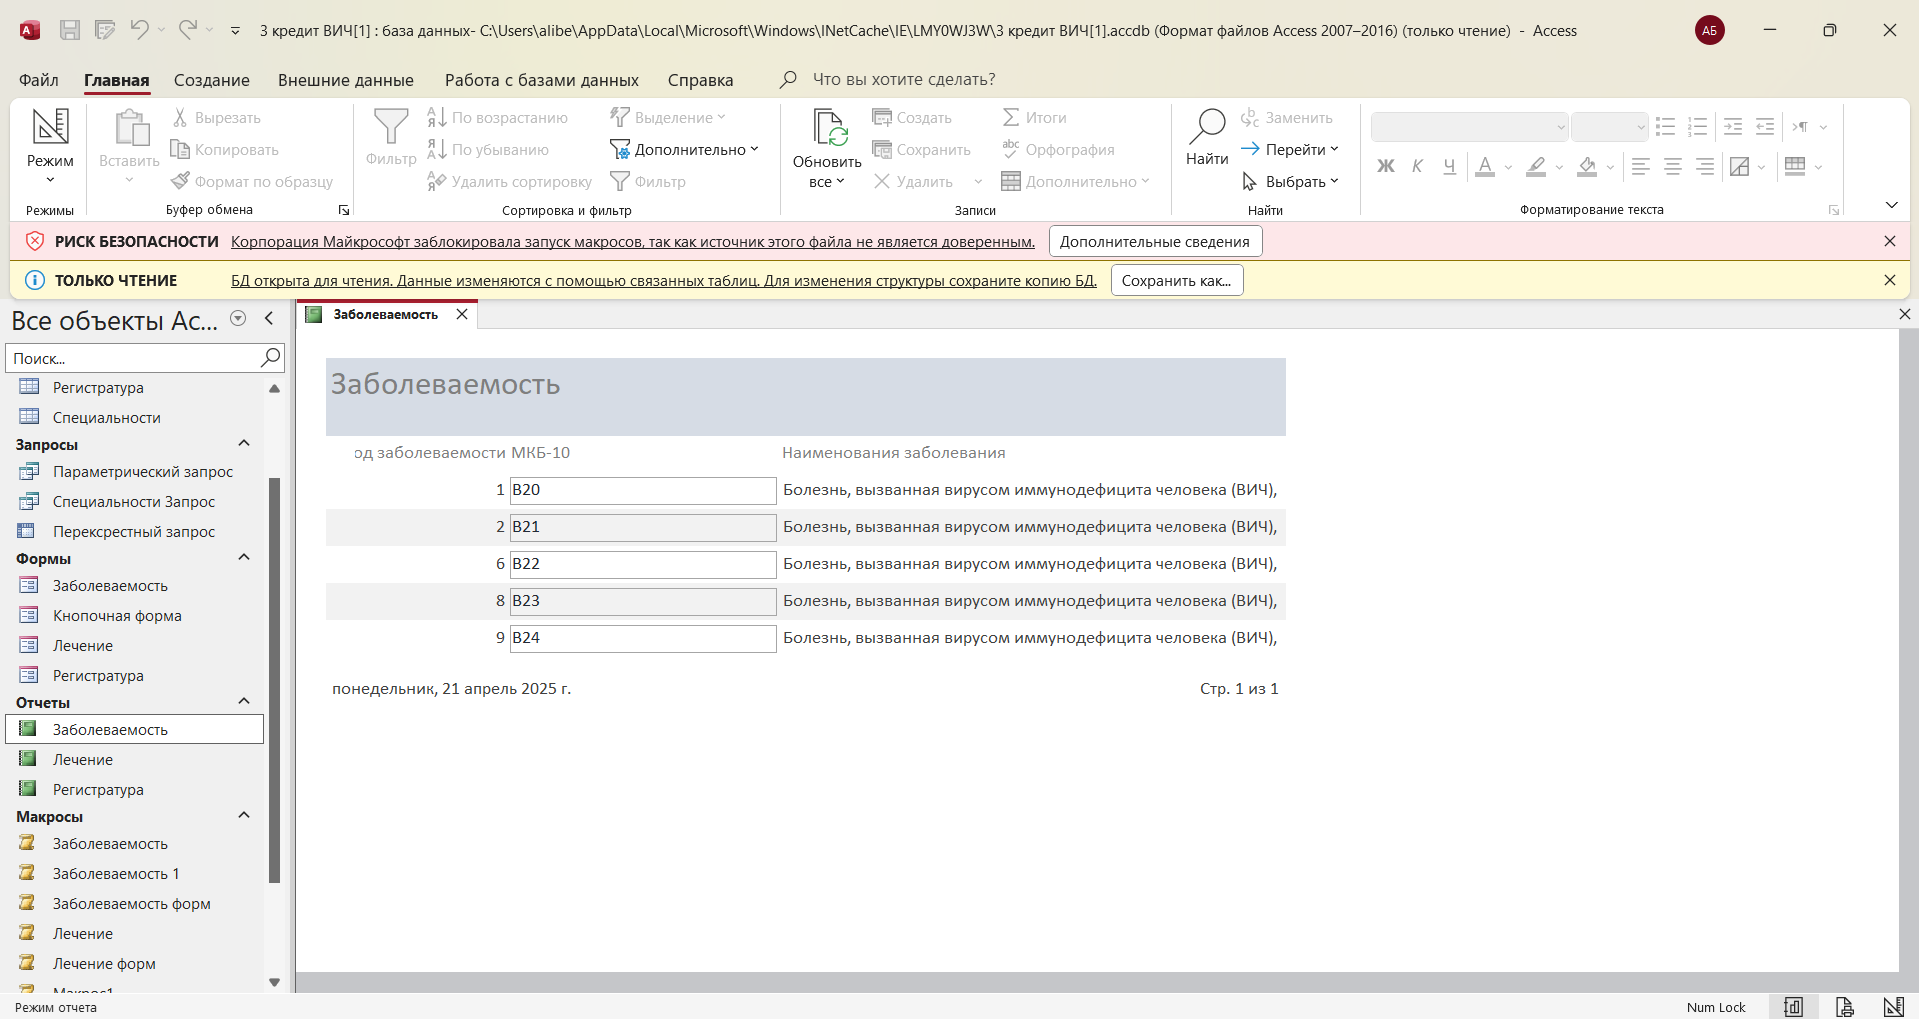 3 кредит ВИЧ[1] : база данных- C:\Users\alibe\AppData\Local\Microsoft\Windows\INetCache\IE\LMY0WJ3W\3 кредит ВИЧ[1].accdb (Формат файлов Access 2007–2016) (только чтение) - Access
АБ
Файл Главная Создание Внешние данные Работа с базами данных Справка Что вы хотите сделать?
Режим
Режимы
Вставить
Вырезать
Копировать
Формат по образцу
Буфер обмена
Фильтр
По возрастанию
По убыванию
Удалить сортировку
Выделение
Дополнительно
Фильтр
Сортировка и фильтр
Обновить
все
Создать
Сохранить
Удалить
Итоги
Орфография
Дополнительно
Записи
Найти
Заменить
Перейти
Выбрать
Найти
Ж К Ч А
Форматирование текста
РИСК БЕЗОПАСНОСТИ Корпорация Майкрософт заблокировала запуск макросов, так как источник этого файла не является доверенным. Дополнительные сведения
ТОЛЬКО ЧТЕНИЕ БД открыта для чтения. Данные изменяются с помощью связанных таблиц. Для изменения структуры сохраните копию БД. Сохранить как...
Все объекты Ac...
Поиск...
Регистратура
Специальности
Запросы
Параметрический запрос
Специальности Запрос
Перексрестный запрос
Формы
Заболеваемость
Кнопочная форма
Лечение
Регистратура
Отчеты
Заболеваемость
Лечение
Регистратура
Макросы
Заболеваемость
Заболеваемость 1
Заболеваемость форм
Лечение
Лечение форм
Макрос1
Заболеваемость
Заболеваемость
од заболеваемости МКБ-10 Наименования заболевания
1 B20 Болезнь, вызванная вирусом иммунодефицита человека (ВИЧ),
2 B21 Болезнь, вызванная вирусом иммунодефицита человека (ВИЧ),
6 B22 Болезнь, вызванная вирусом иммунодефицита человека (ВИЧ),
8 B23 Болезнь, вызванная вирусом иммунодефицита человека (ВИЧ),
9 B24 Болезнь, вызванная вирусом иммунодефицита человека (ВИЧ),
понедельник, 21 апрель 2025 г. Стр. 1 из 1
Режим отчета Num Lock